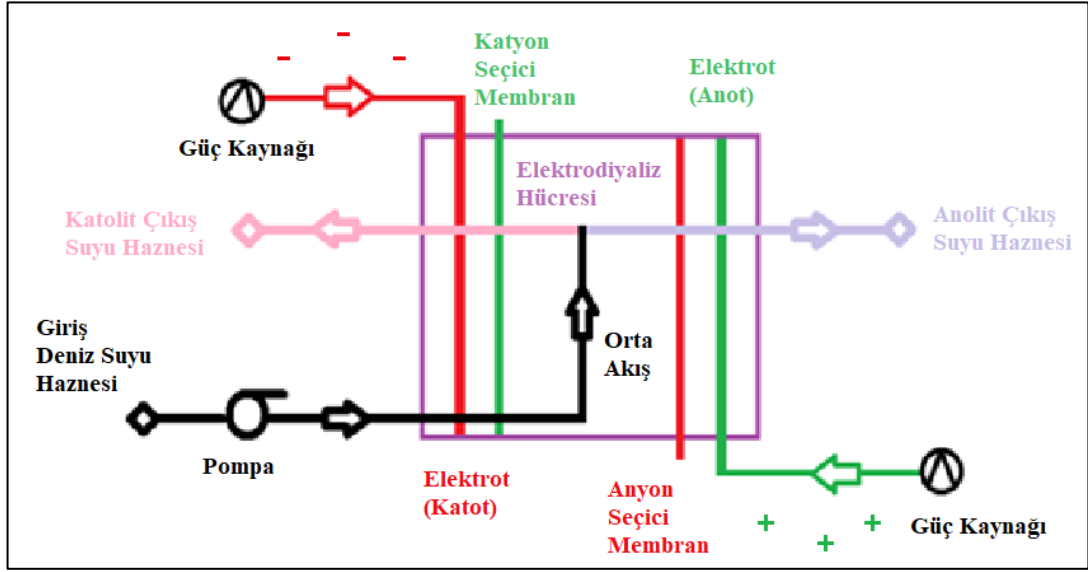 Katyon
Seçici
Membran
Elektrot
(Anot)
- - -
Güç Kaynağı
Elektrodiyaliz
Hücresi
Katolit Çıkış
Suyu Haznesi
Anolit Çıkış
Suyu Haznesi
Giriş
Deniz Suyu
Haznesi
Orta
Akış
Pompa
Elektrot
(Katot)
Anyon
Seçici
Membran
+ + +
Güç Kaynağı